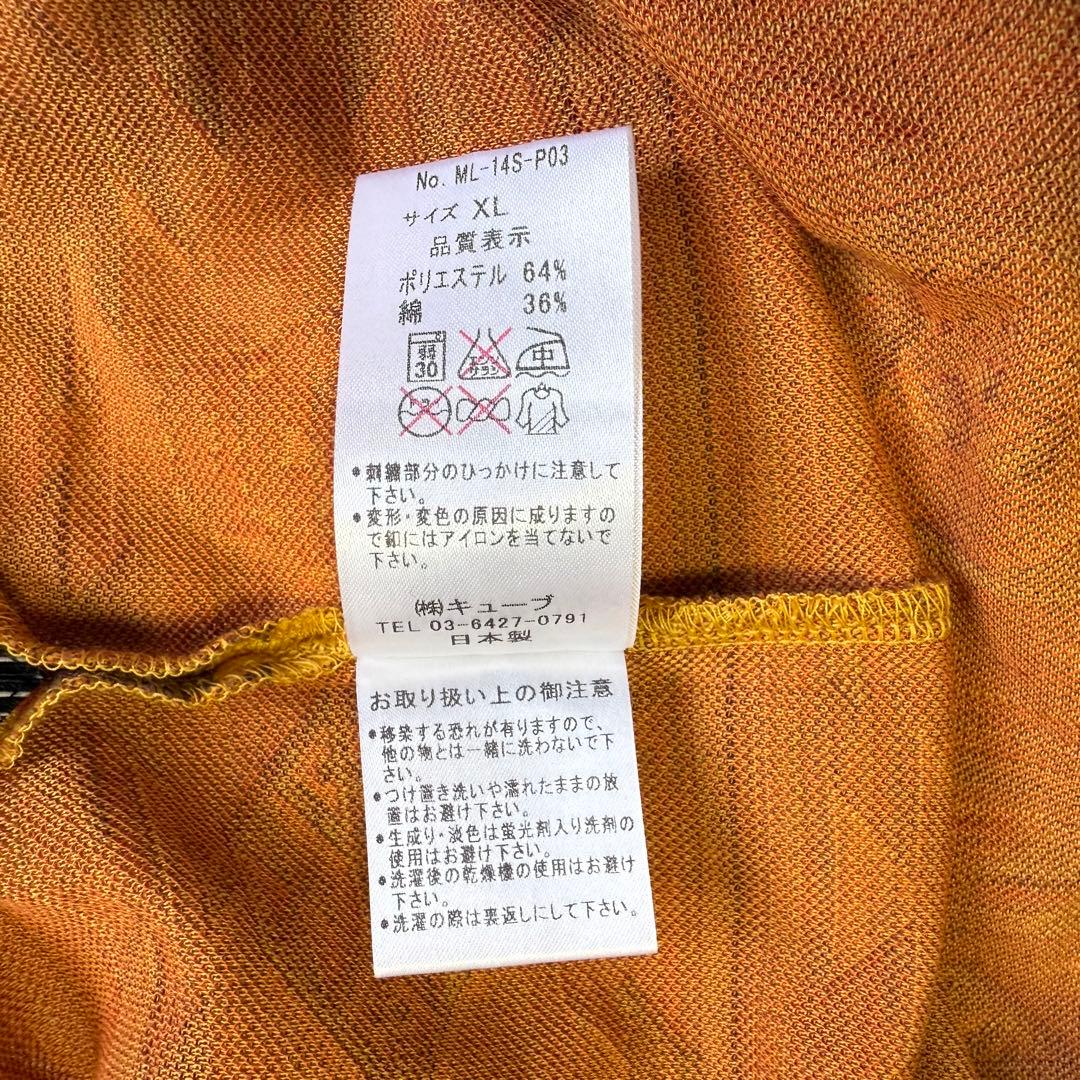 No. ML-14S-P03
サイズ XL
品質表示
ポリエステル 64%
綿 36%
弱 30 エンソ サラシ 中
•刺繍部分のひっかけに注意して
下さい。
•変形・変色の原因に成りますの
で釦にはアイロンを当てないで
下さい。
㈱キューブ
TEL 03-6427-0791
日本製
お取り扱い上の御注意
•移染する恐れが有りますので、
他の物とは一緒に洗わないで下
さい。
•つけ置き洗いや濡れたままの放
置はお避け下さい。
•生成り・淡色は蛍光剤入り洗剤の
使用はお避け下さい。
•洗濯後の乾燥機の使用はお避け
下さい。
•洗濯の際は裏返しにして下さい。